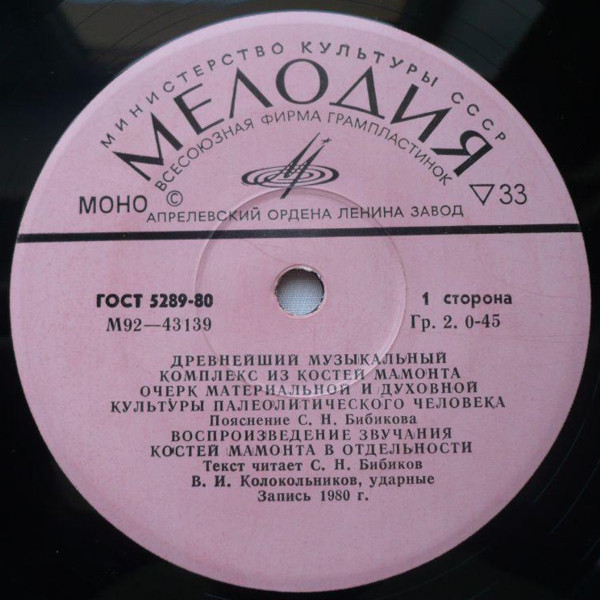 МИНИСТЕРСТВО КУЛЬТУРЫ СССР
МЕЛОДИЯ
ВСЕСОЮЗНАЯ ФИРМА ГРАМПЛАСТИНОК
МОНО © ▽33
АПРЕЛЕВСКИЙ ОРДЕНА ЛЕНИНА ЗАВОД
ГОСТ 5289-80 1 сторона
М92—43139 Гр. 2. 0-45
ДРЕВНЕЙШИЙ МУЗЫКАЛЬНЫЙ
КОМПЛЕКС ИЗ КОСТЕЙ МАМОНТА
ОЧЕРК МАТЕРИАЛЬНОЙ И ДУХОВНОЙ
КУЛЬТУРЫ ПАЛЕОЛИТИЧЕСКОГО ЧЕЛОВЕКА
Пояснение С. Н. Бибикова
ВОСПРОИЗВЕДЕНИЕ ЗВУЧАНИЯ
КОСТЕЙ МАМОНТА В ОТДЕЛЬНОСТИ
Текст читает С. Н. Бибиков
В. И. Колокольников, ударные
Запись 1980 г.